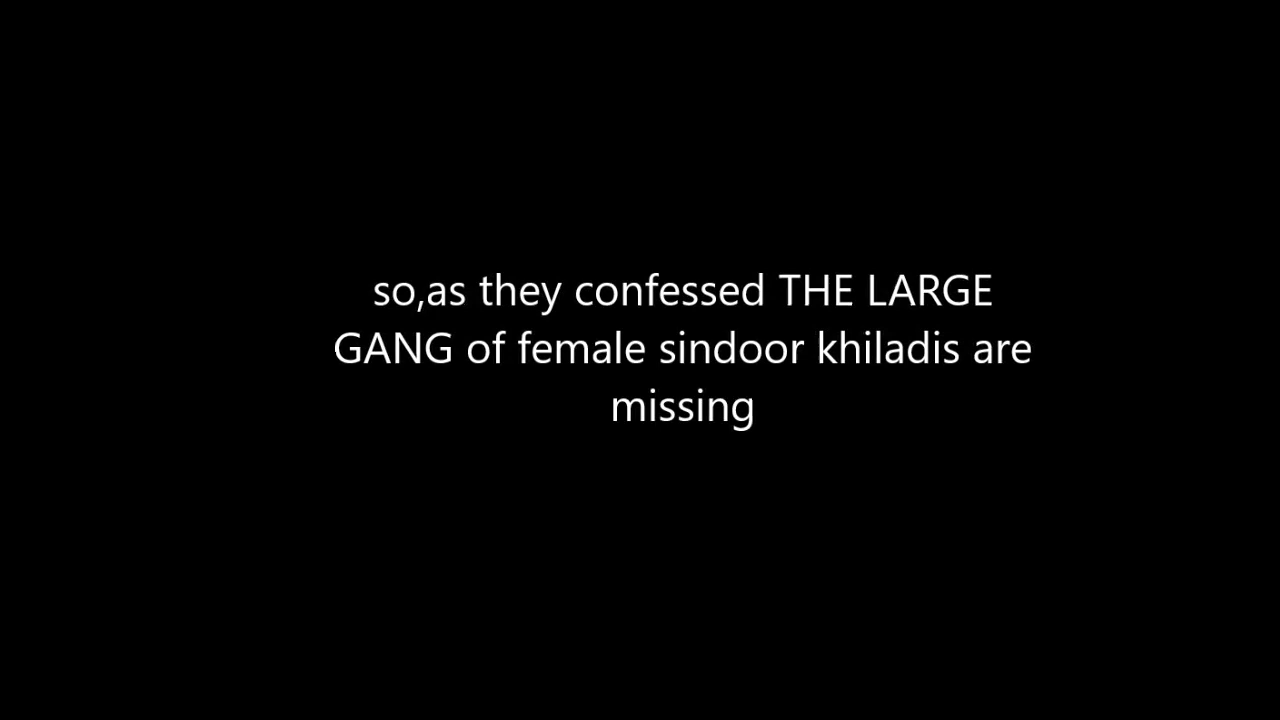 so,as they confessed THE LARGE
GANG of female sindoor khiladis are
missing